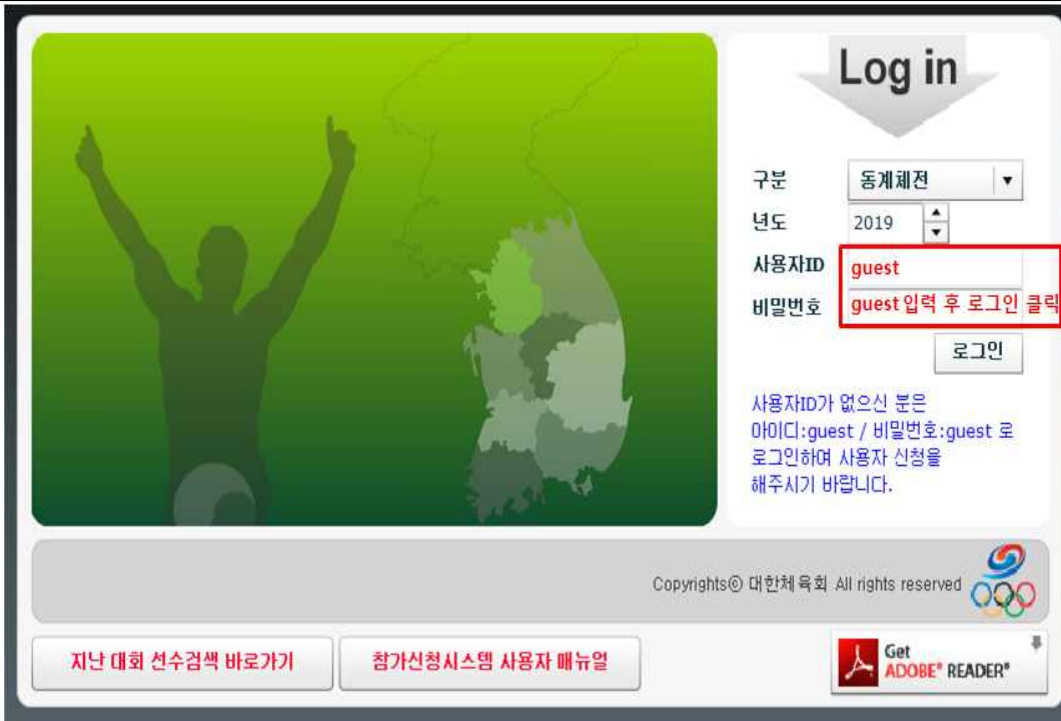 Log in
구분 동계체전
년도 2019
사용자ID guest
비밀번호 guest 입력 후 로그인 클릭
로그인
사용자ID가 없으신 분은
아이디:guest / 비밀번호:guest 로
로그인하여 사용자 신청을
해주시기 바랍니다.
Copyrights© 대한체육회 All rights reserved
지난 대회 선수검색 바로가기
참가신청시스템 사용자 매뉴얼
Get
ADOBE® READER®